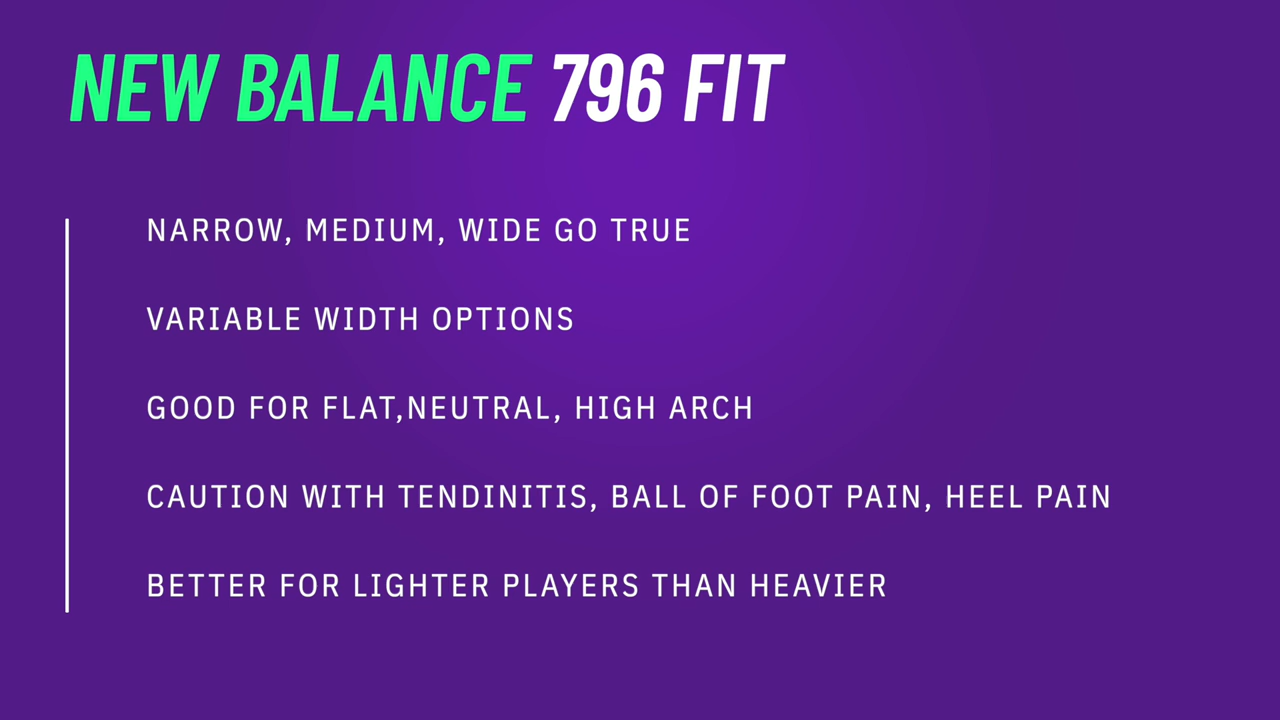 NEW BALANCE 796 FIT
NARROW, MEDIUM, WIDE GO TRUE
VARIABLE WIDTH OPTIONS
GOOD FOR FLAT,NEUTRAL, HIGH ARCH
CAUTION WITH TENDINITIS, BALL OF FOOT PAIN, HEEL PAIN
BETTER FOR LIGHTER PLAYERS THAN HEAVIER